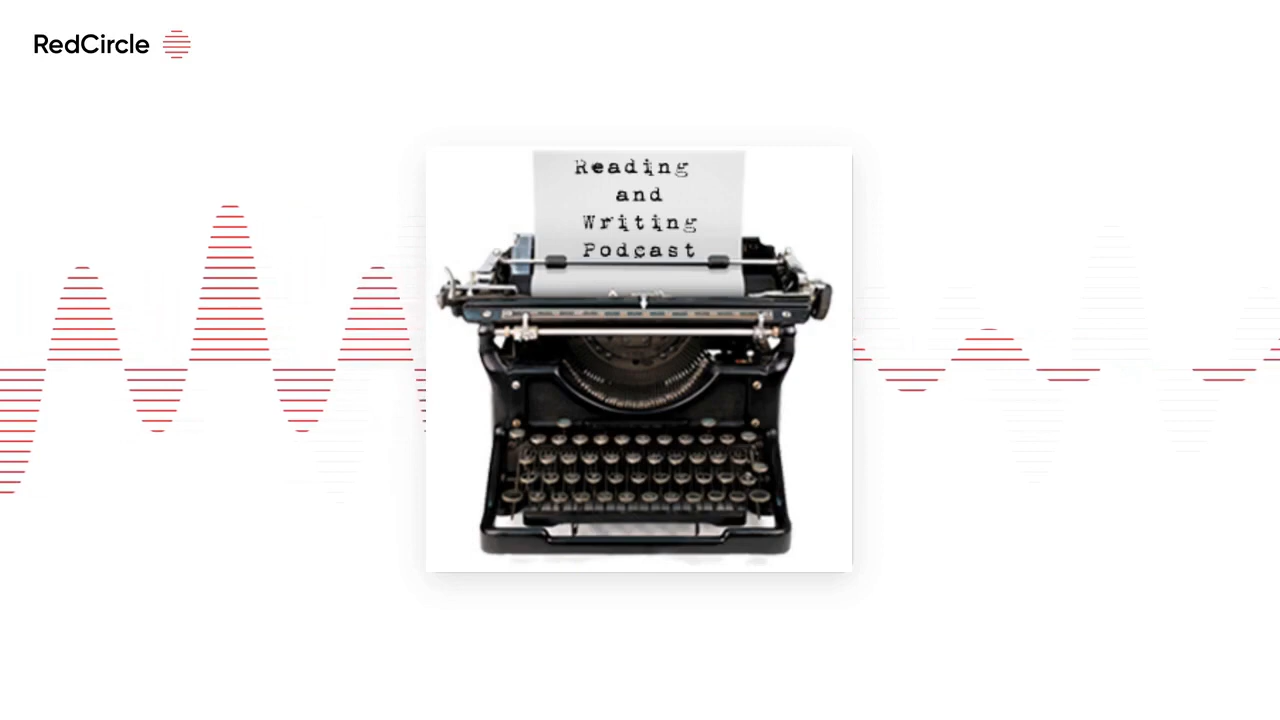 RedCircle
Reading
and
Writing
Podcast